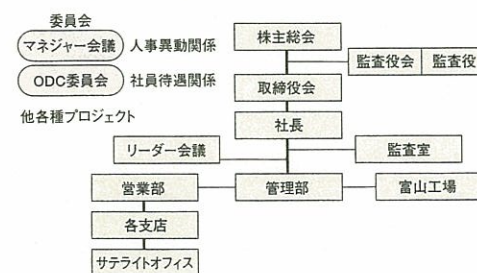 委員会
マネジャー会議 人事異動関係
ODC委員会 社員待遇関係
他各種プロジェクト
株主総会
監査役会 監査役
取締役会
社長
リーダー会議
監査室
営業部
管理部
富山工場
各支店
サテライトオフィス